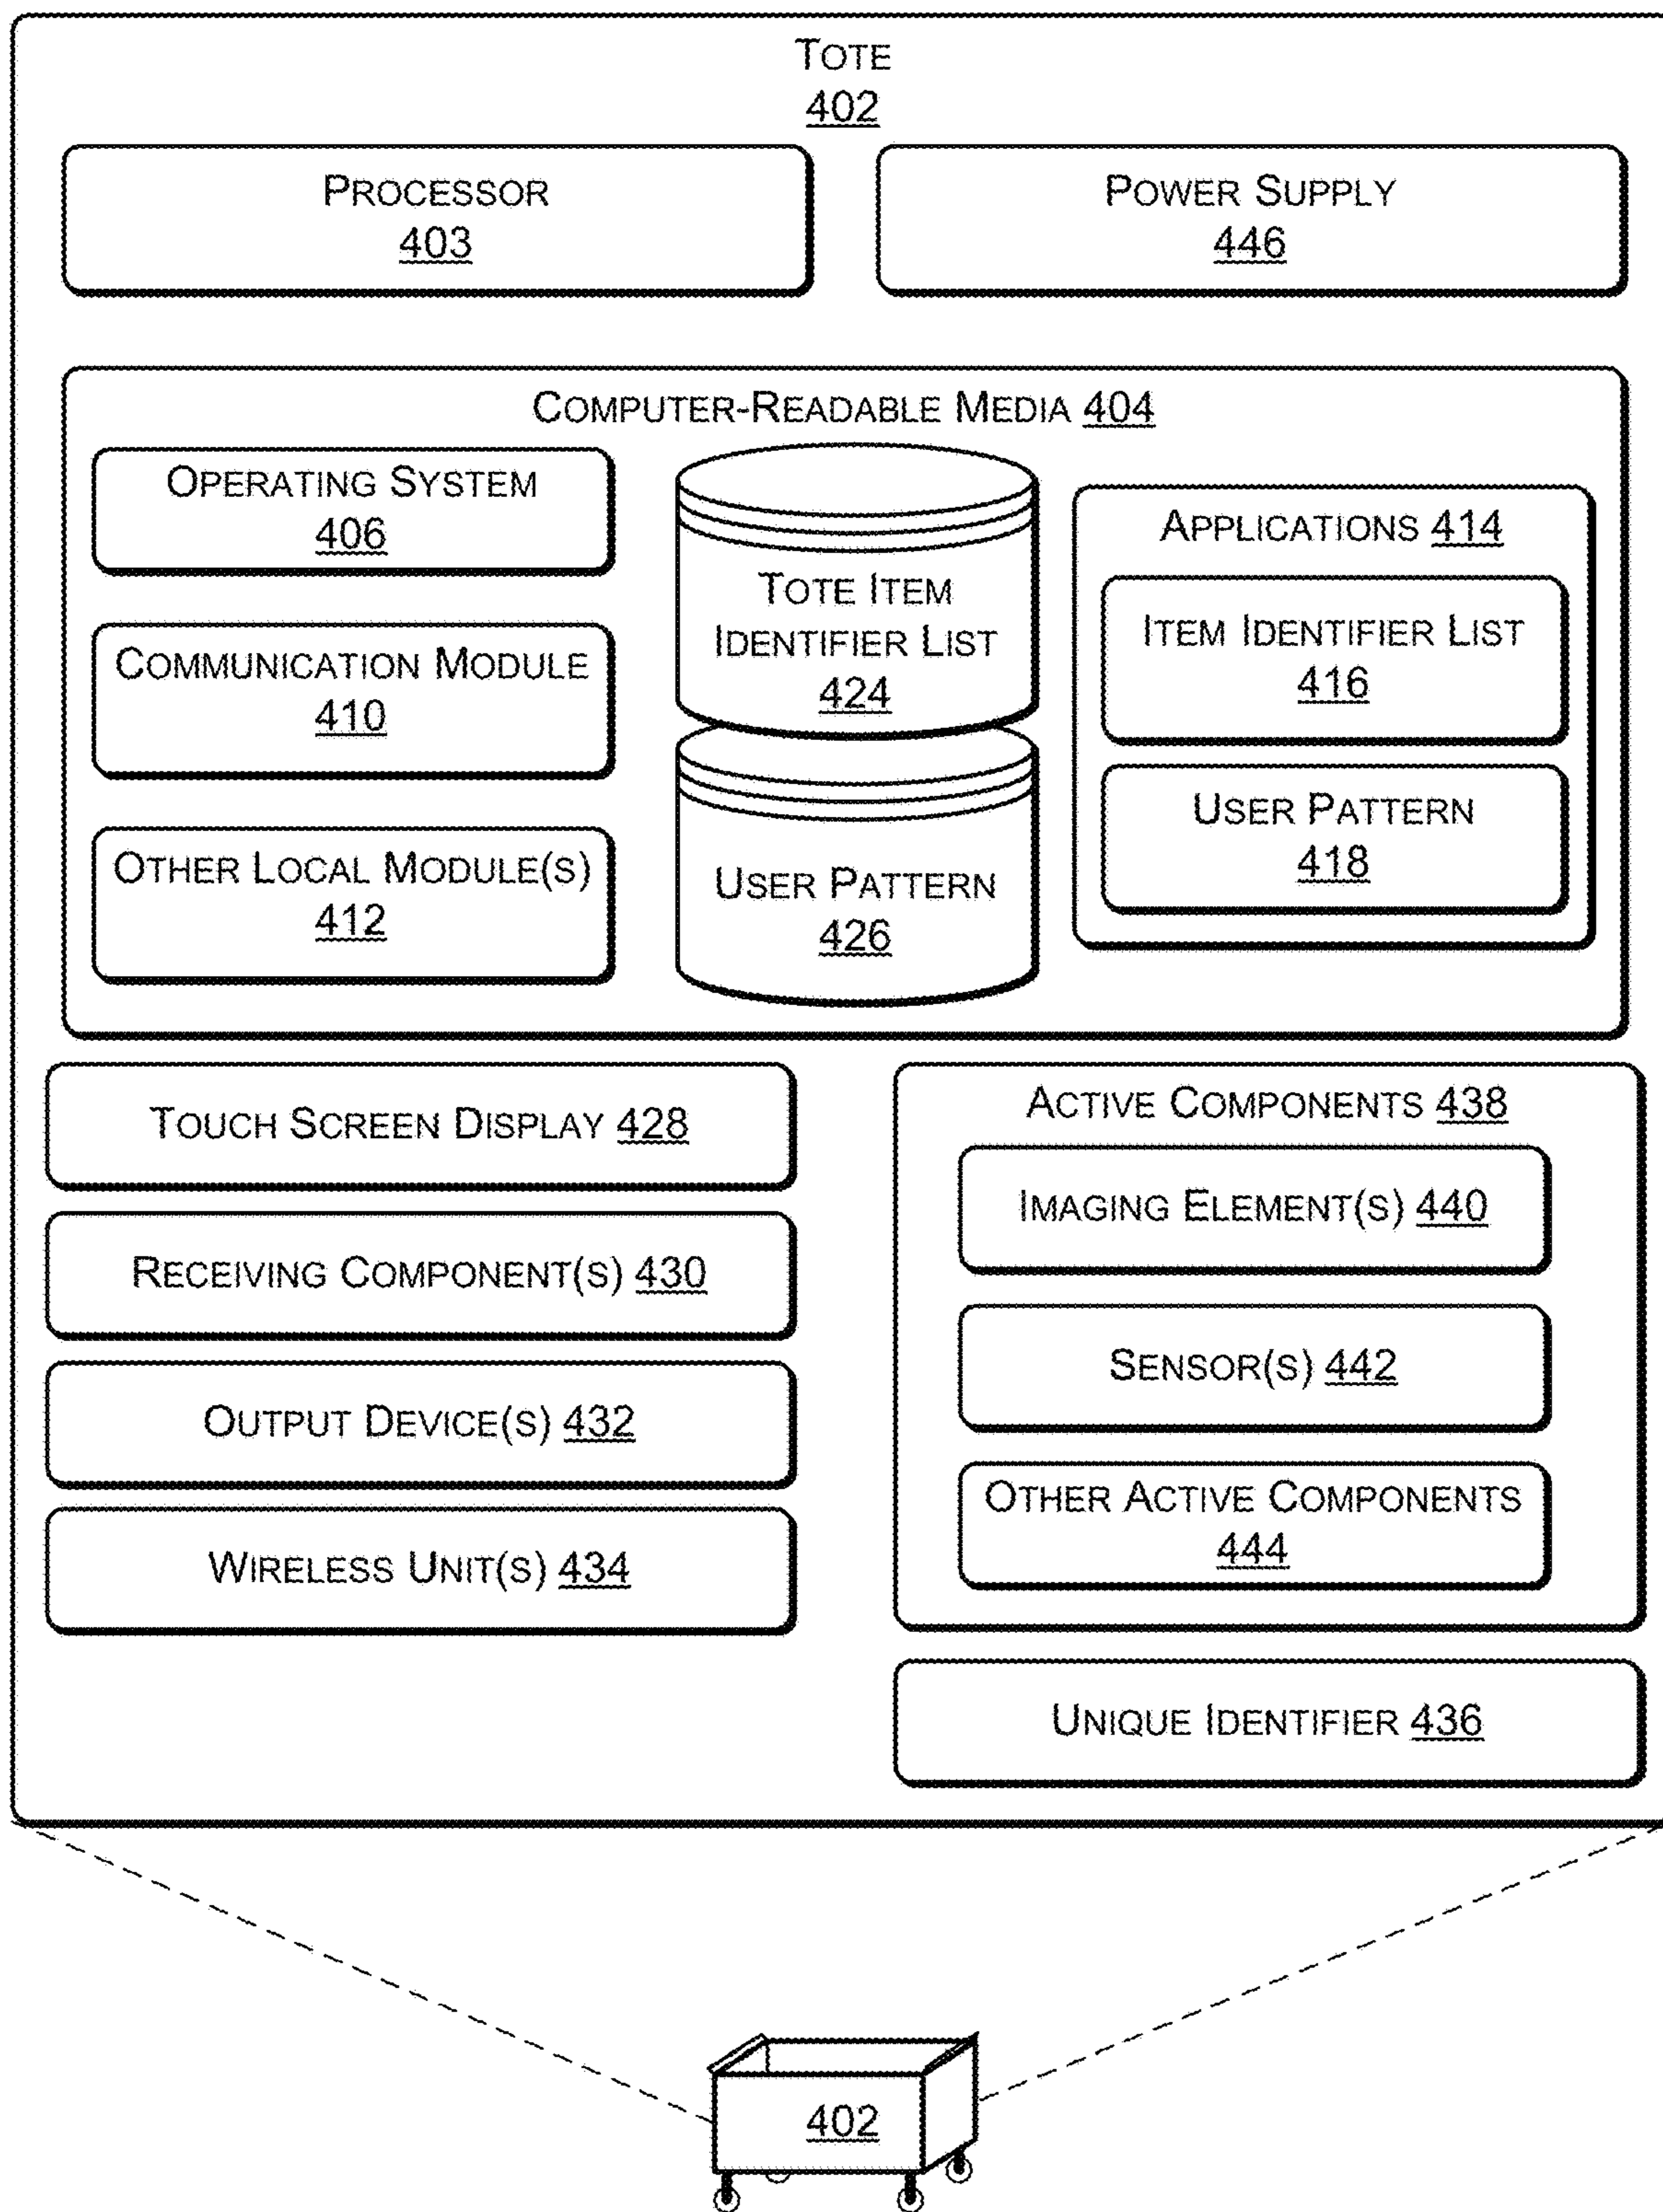 TOTE
402
PROCESSOR
403
POWER SUPPLY
446
COMPUTER-READABLE MEDIA 404
OPERATING SYSTEM
406
COMMUNICATION MODULE
410
OTHER LOCAL MODULE(S)
412
TOTE ITEM
IDENTIFIER LIST
424
USER PATTERN
426
APPLICATIONS 414
ITEM IDENTIFIER LIST
416
USER PATTERN
418
TOUCH SCREEN DISPLAY 428
RECEIVING COMPONENT(S) 430
OUTPUT DEVICE(S) 432
WIRELESS UNIT(S) 434
ACTIVE COMPONENTS 438
IMAGING ELEMENT(S) 440
SENSOR(S) 442
OTHER ACTIVE COMPONENTS
444
UNIQUE IDENTIFIER 436
402